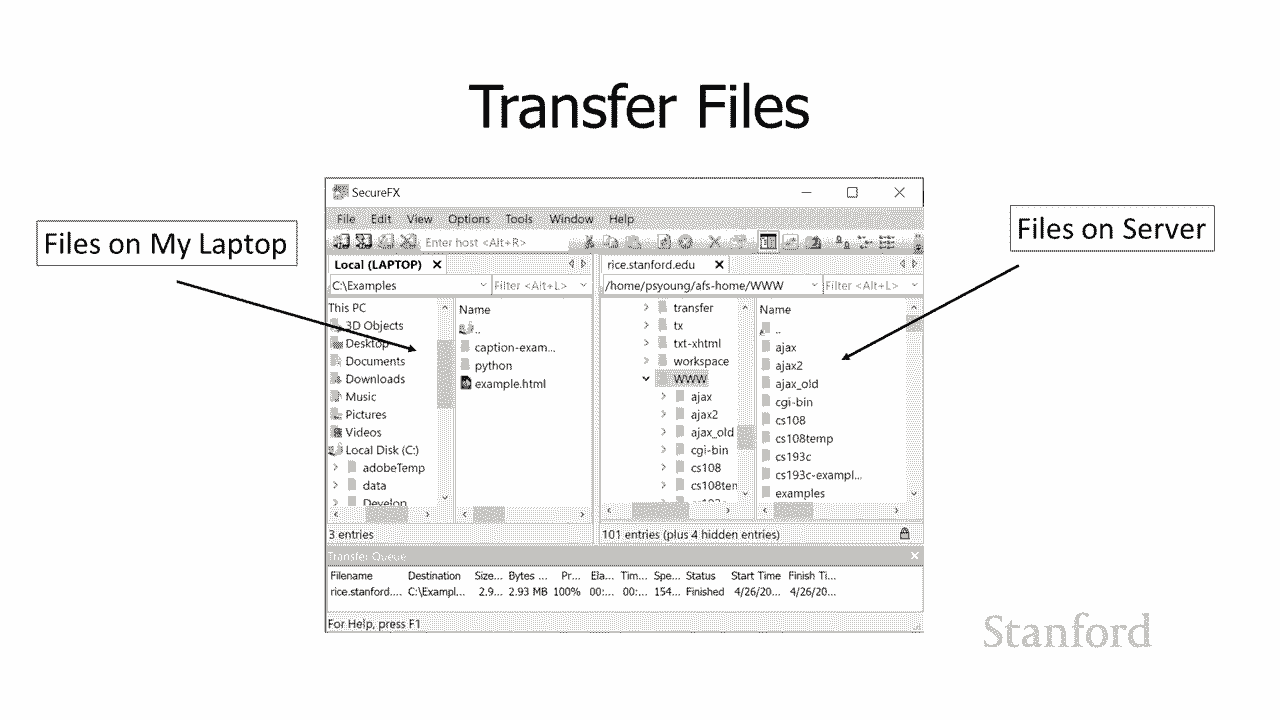 Transfer Files
Files on My Laptop
Files on Server
SecureFX
File Edit View Options Tools Window Help
Enter host <Alt+R>
Local (LAPTOP)
C:\Examples
Filter <Alt+L>
This PC
3D Objects
Desktop
Documents
Downloads
Music
Pictures
Videos
Local Disk (C:)
adobeTemp
data
Develop
Name
..
caption-exam...
python
example.html
3 entries
rice.stanford.edu
/home/psyoung/afs-home/WWW
Filter <Alt+L>
transfer
tx
txt-xhtml
workspace
WWW
ajax
ajax2
ajax_old
cgi-bin
cs108
cs108ten
Name
..
ajax
ajax2
ajax_old
cgi-bin
cs108
cs108temp
cs193c
cs193c-exampl...
examples
101 entries (plus 4 hidden entries)
Transfer Queue
Filename Destination Size... Bytes ... Pr... Ela... Tim... Spe... Status Start Time Finish Ti...
rice.stanford.... C:\Exampl... 2.9... 2.93 MB 100% 00:... 00:... 154... Finished 4/26/20... 4/26/20...
For Help, press F1
Stanford